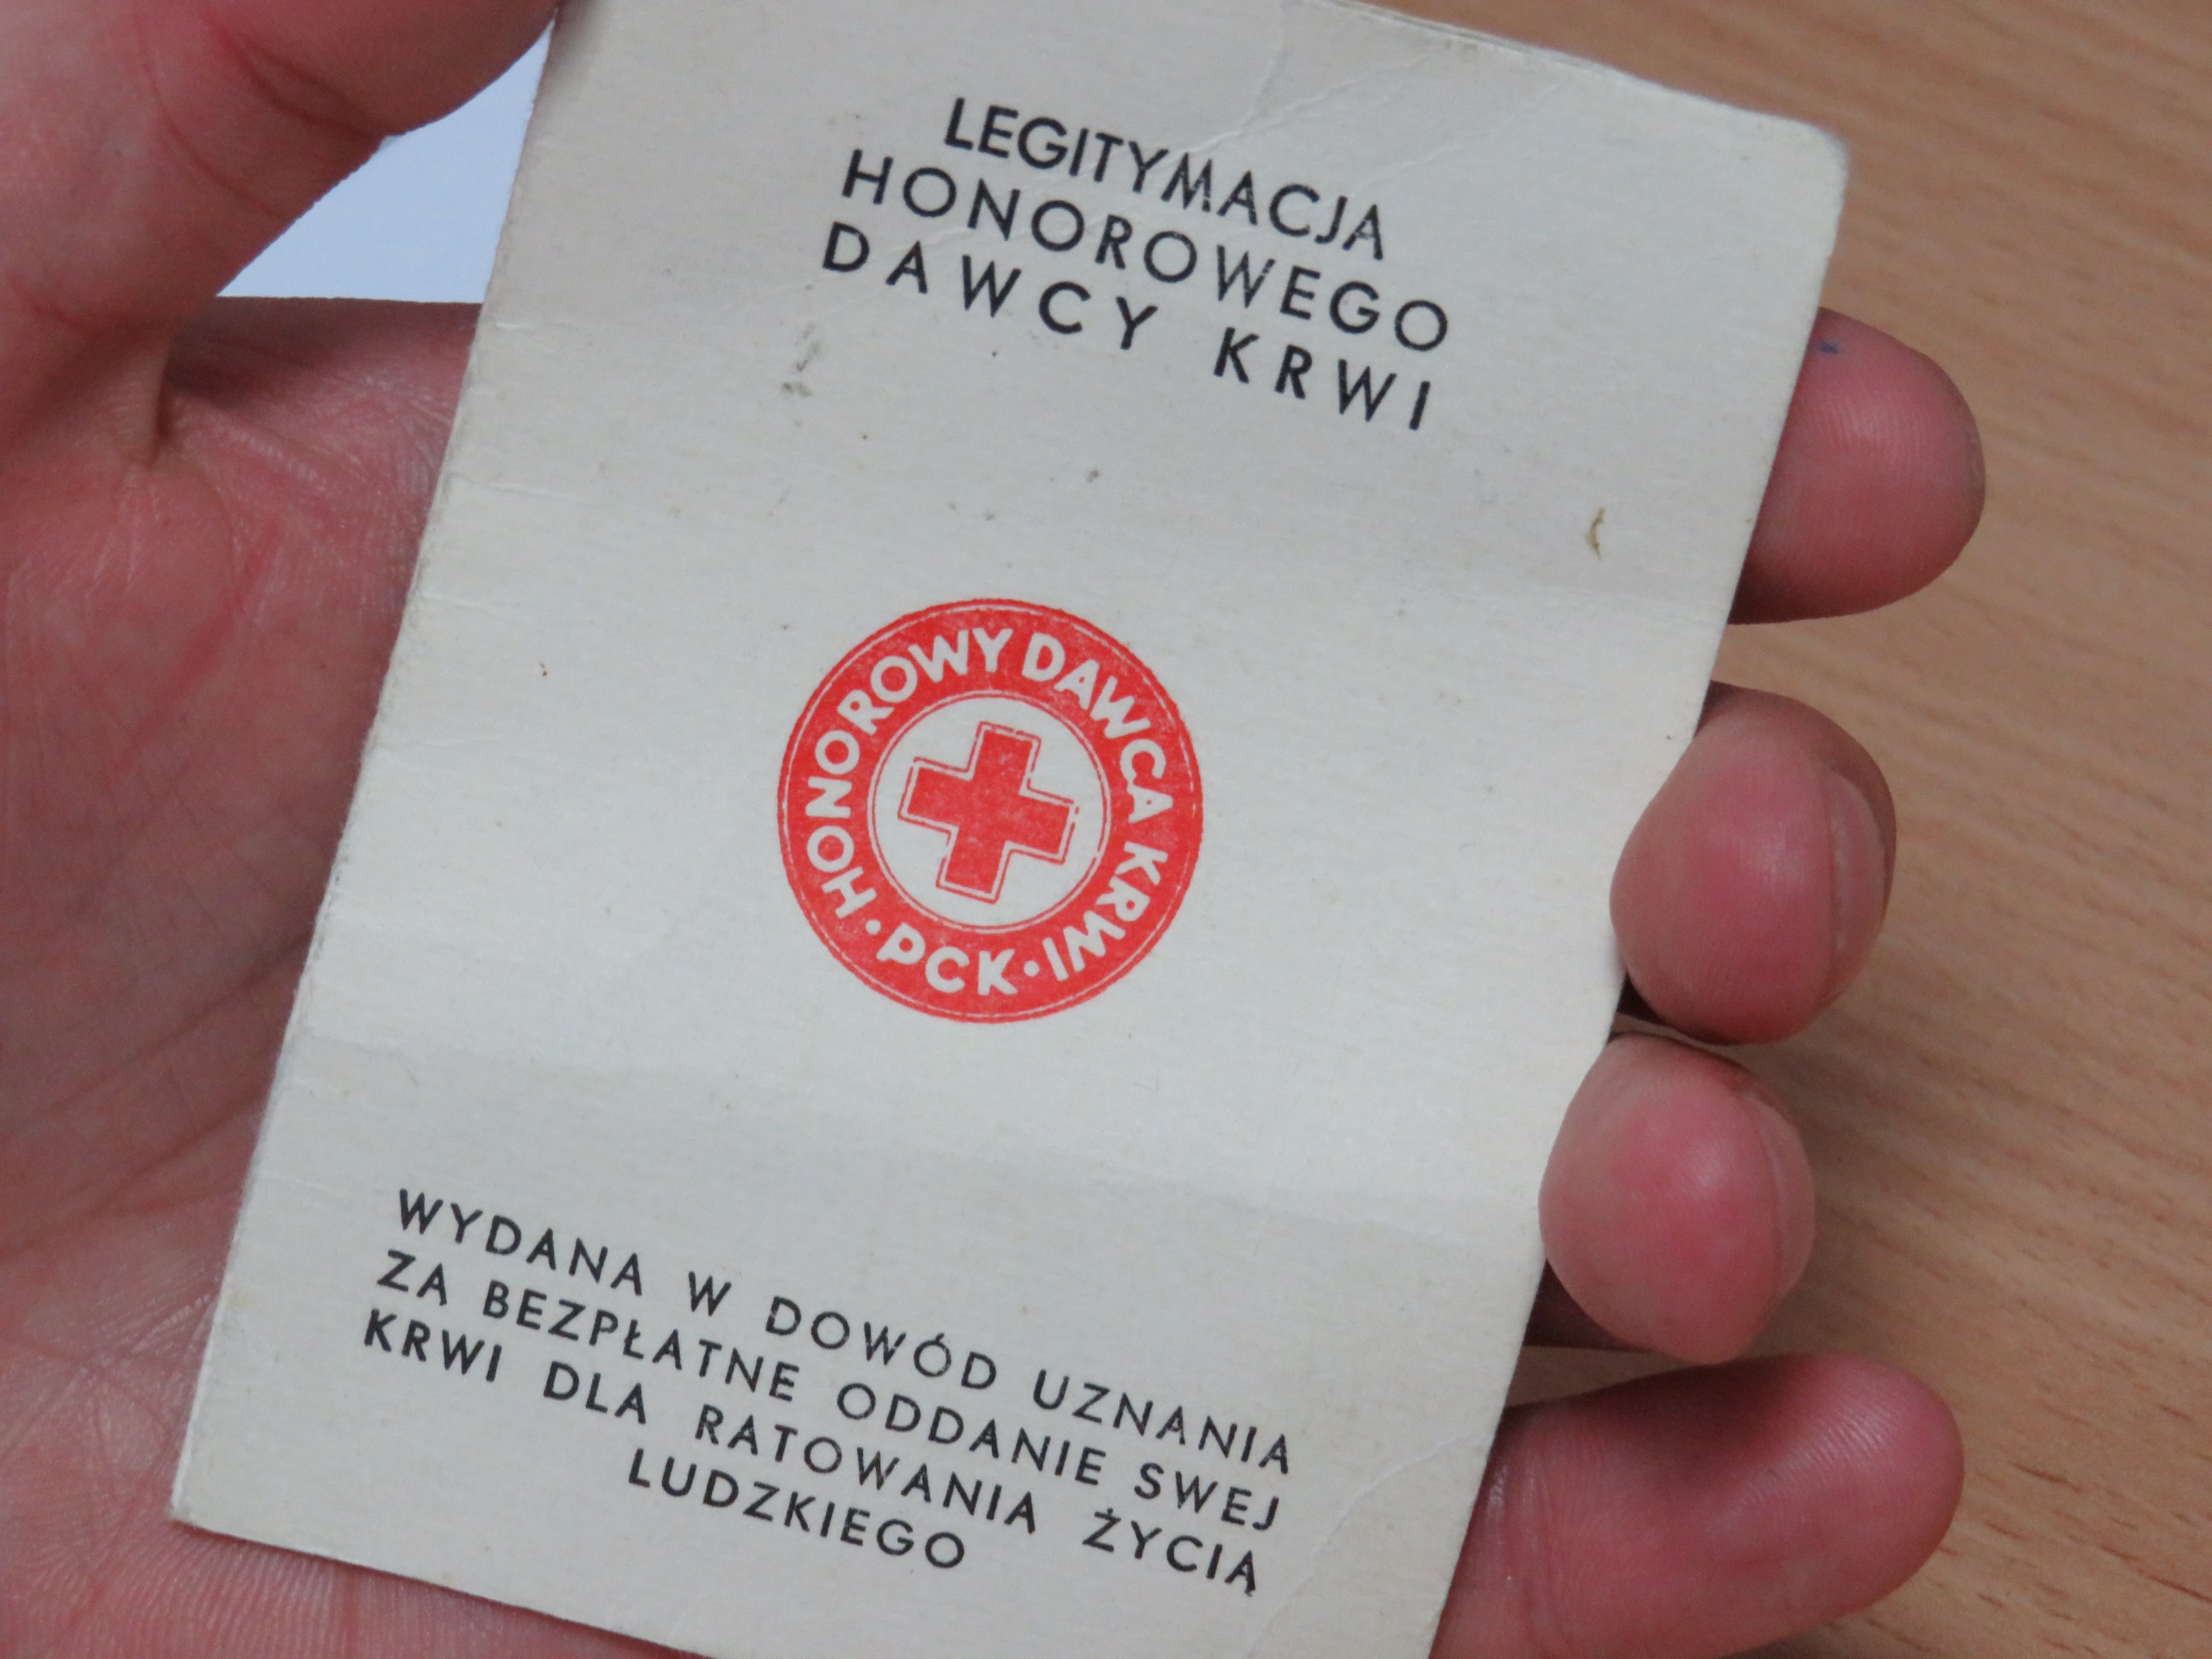 LEGITYMACJA
HONOROWEGO
DAWCY KRWI
HONOROWY DAWCA KRWI
· PCK ·
WYDANA W DOWÓD UZNANIA
ZA BEZPŁATNE ODDANIE SWEJ
KRWI DLA RATOWANIA ŻYCIĄ
LUDZKIEGO